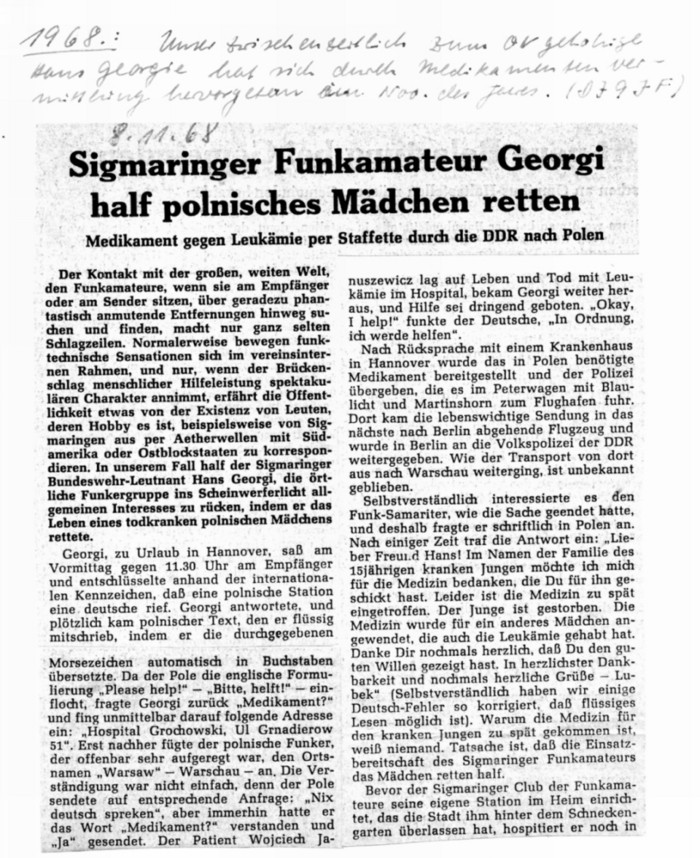 1968.: Unser zwischenzeitlich zum OV gehörige
Hans Georgie hat sich durch Medikamenten ver-
mittlung hervorgetan im Nov. des Jahres.
8.11.68
Sigmaringer Funkamateur Georgi
half polnisches Mädchen retten
Medikament gegen Leukämie per Staffette durch die DDR nach Polen
Der Kontakt mit der großen, weiten Welt,
den Funkamateure, wenn sie am Empfänger
oder am Sender sitzen, über geradezu phan-
tastisch anmutende Entfernungen hinweg su-
chen und finden, macht nur ganz selten
Schlagzeilen. Normalerweise bewegen funk-
technische Sensationen sich im vereinsinter-
nen Rahmen, und nur, wenn der Brücken-
schlag menschlicher Hilfeleistung spektaku-
lären Charakter annimmt, erfährt die Öffent-
lichkeit etwas von der Existenz von Leuten,
deren Hobby es ist, beispielsweise von Sig-
maringen aus per Aetherwellen mit Süd-
amerika oder Ostblockstaaten zu korrespon-
dieren. In unserem Fall half der Sigmaringer
Bundeswehr-Leutnant Hans Georgi, die ört-
liche Funkergruppe ins Scheinwerferlicht all-
gemeinen Interesses zu rücken, indem er das
Leben eines todkranken polnischen Mädchens
rettete.
Georgi, zu Urlaub in Hannover, saß am
Vormittag gegen 11.30 Uhr am Empfänger
und entschlüsselte anhand der internationa-
len Kennzeichen, daß eine polnische Station
eine deutsche rief. Georgi antwortete, und
plötzlich kam polnischer Text, den er flüssig
mitschrieb, indem er die durchgegebenen
Morsezeichen automatisch in Buchstaben
übersetzte. Da der Pole die englische Formu-
lierung „Please help!“ — „Bitte, helft!“ — ein-
flocht, fragte Georgi zurück „Medikament?“
und fing unmittelbar darauf folgende Adresse
ein: „Hospital Grochowski, Ul Grnadierow
51“. Erst nachher fügte der polnische Funker,
der offenbar sehr aufgeregt war, den Orts-
namen „Warsaw“ — Warschau — an. Die Ver-
ständigung war nicht einfach, denn der Pole
sendete auf entsprechende Anfrage: „Nix
deutsch spreken“, aber immerhin hatte er
das Wort „Medikament?“ verstanden und
„Ja“ gesendet. Der Patient Wojciech Ja-
nuszewicz lag auf Leben und Tod mit Leu-
kämie im Hospital, bekam Georgi weiter her-
aus, und Hilfe sei dringend geboten. „Okay,
I help!“ funkte der Deutsche, „In Ordnung,
ich werde helfen“.
Nach Rücksprache mit einem Krankenhaus
in Hannover wurde das in Polen benötigte
Medikament bereitgestellt und der Polizei
übergeben, die es im Peterwagen mit Blau-
licht und Martinshorn zum Flughafen fuhr.
Dort kam die lebenswichtige Sendung in das
nächste nach Berlin abgehende Flugzeug und
wurde in Berlin an die Volkspolizei der DDR
weitergegeben. Wie der Transport von dort
aus nach Warschau weiterging, ist unbekannt
geblieben.
Selbstverständlich interessierte es den
Funk-Samariter, wie die Sache geendet hatte,
und deshalb fragte er schriftlich in Polen an.
Nach einiger Zeit traf die Antwort ein: „Lie-
ber Freund Hans! Im Namen der Familie des
15jährigen kranken Jungen möchte ich mich
für die Medizin bedanken, die Du für ihn ge-
schickt hast. Leider ist die Medizin zu spät
eingetroffen. Der Junge ist gestorben. Die
Medizin wurde für ein anderes Mädchen an-
gewendet, die auch die Leukämie gehabt hat.
Danke Dir nochmals herzlich, daß Du den gu-
ten Willen gezeigt hast. In herzlichster Dank-
barkeit und nochmals herzliche Grüße — Lu-
bek“ (Selbstverständlich haben wir einige
Deutsch-Fehler so korrigiert, daß flüssiges
Lesen möglich ist). Warum die Medizin für
den kranken Jungen zu spät gekommen ist,
weiß niemand. Tatsache ist, daß die Einsatz-
bereitschaft des Sigmaringer Funkamateurs
das Mädchen retten half.
Bevor der Sigmaringer Club der Funkama-
teure seine eigene Station im Heim einrich-
tet, das die Stadt ihm hinter dem Schnecken-
garten überlassen hat, hospitiert er noch in